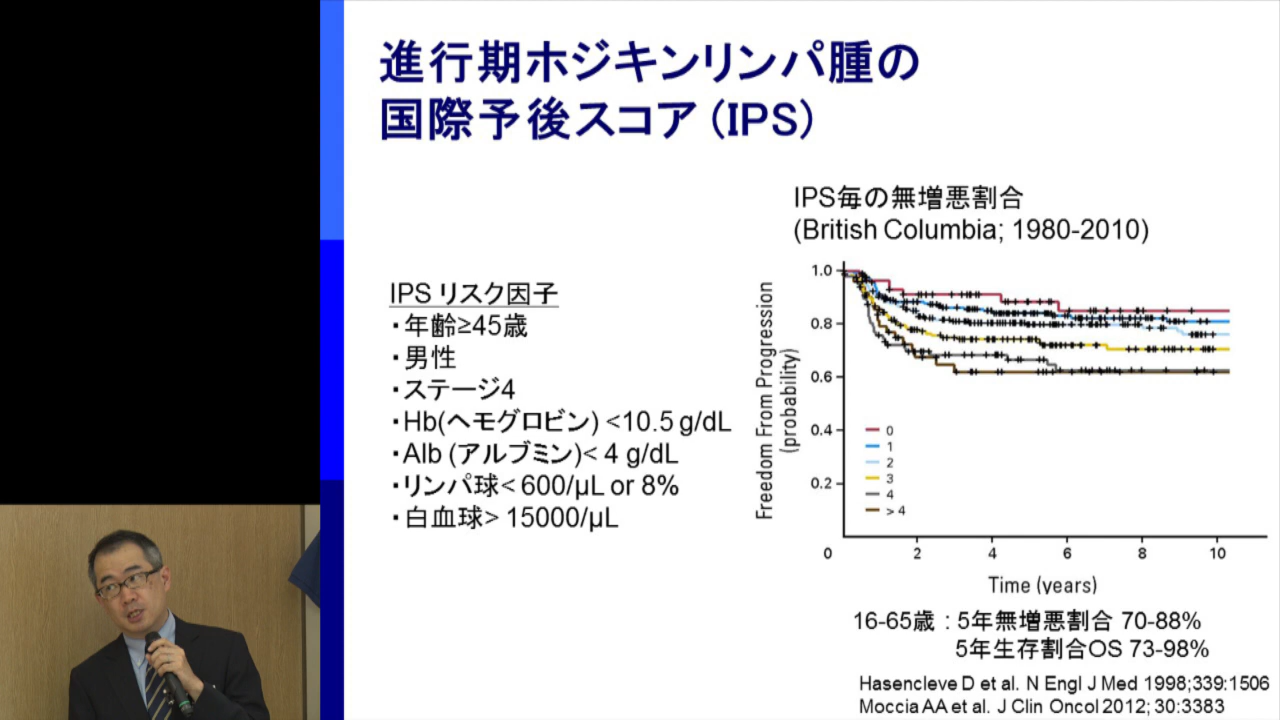 進行期ホジキンリンパ腫の
国際予後スコア (IPS)
IPS リスク因子
・年齢≥45歳
・男性
・ステージ4
・Hb(ヘモグロビン) <10.5 g/dL
・Alb (アルブミン)< 4 g/dL
・リンパ球< 600/μL or 8%
・白血球> 15000/μL
IPS毎の無増悪割合
(British Columbia; 1980-2010)
Freedom From Progression
(probability)
1.0
0.8
0.6
0.4
0.2
0
1
2
3
4
> 4
0 2 4 6 8 10
Time (years)
16-65歳：5年無増悪割合 70-88%
5年生存割合OS 73-98%
Hasencleve D et al. N Engl J Med 1998;339:1506
Moccia AA et al. J Clin Oncol 2012; 30:3383